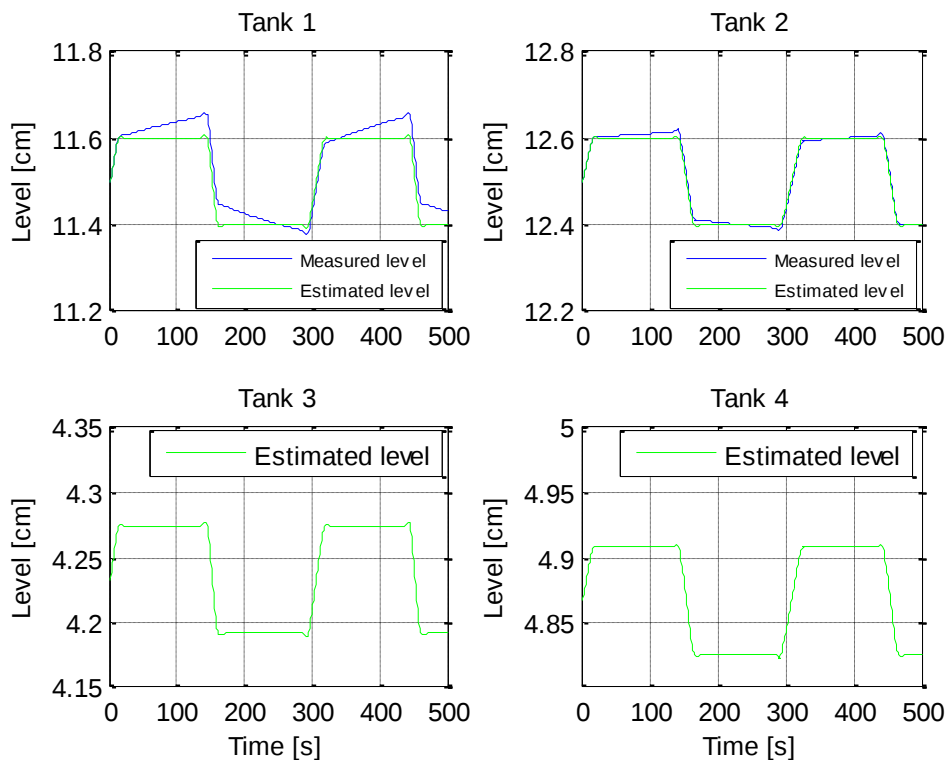 Tank 1
Tank 2
11.8
11.6
11.4
11.2
Level [cm]
Measured level
Estimated level
0 100 200 300 400 500
12.8
12.6
12.4
12.2
Level [cm]
Measured level
Estimated level
0 100 200 300 400 500
Tank 3
Tank 4
4.35
4.3
4.25
4.2
4.15
Level [cm]
Estimated level
0 100 200 300 400 500
Time [s]
5
4.95
4.9
4.85
Level [cm]
Estimated level
0 100 200 300 400 500
Time [s]